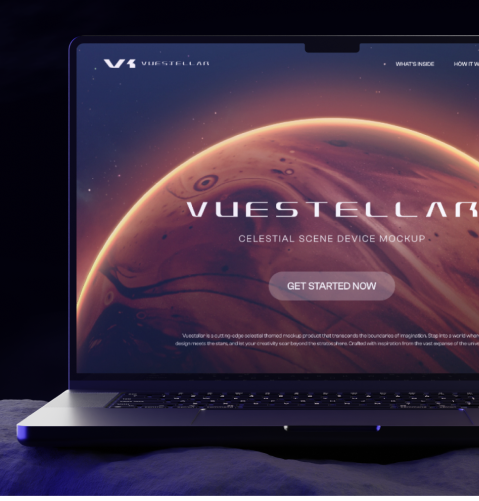 VUESTELLAR
WHAT'S INSIDE
HOW IT W
VUESTELLAR
CELESTIAL SCENE DEVICE MOCKUP
GET STARTED NOW
Vuestellar is a cutting-edge celestial themed mockup product that transcends the boundaries of imagination. Step into a world wher
design meets the stars, and let your creativity soar beyond the stratosphere. Crafted with inspiration from the vast expanse of the unive